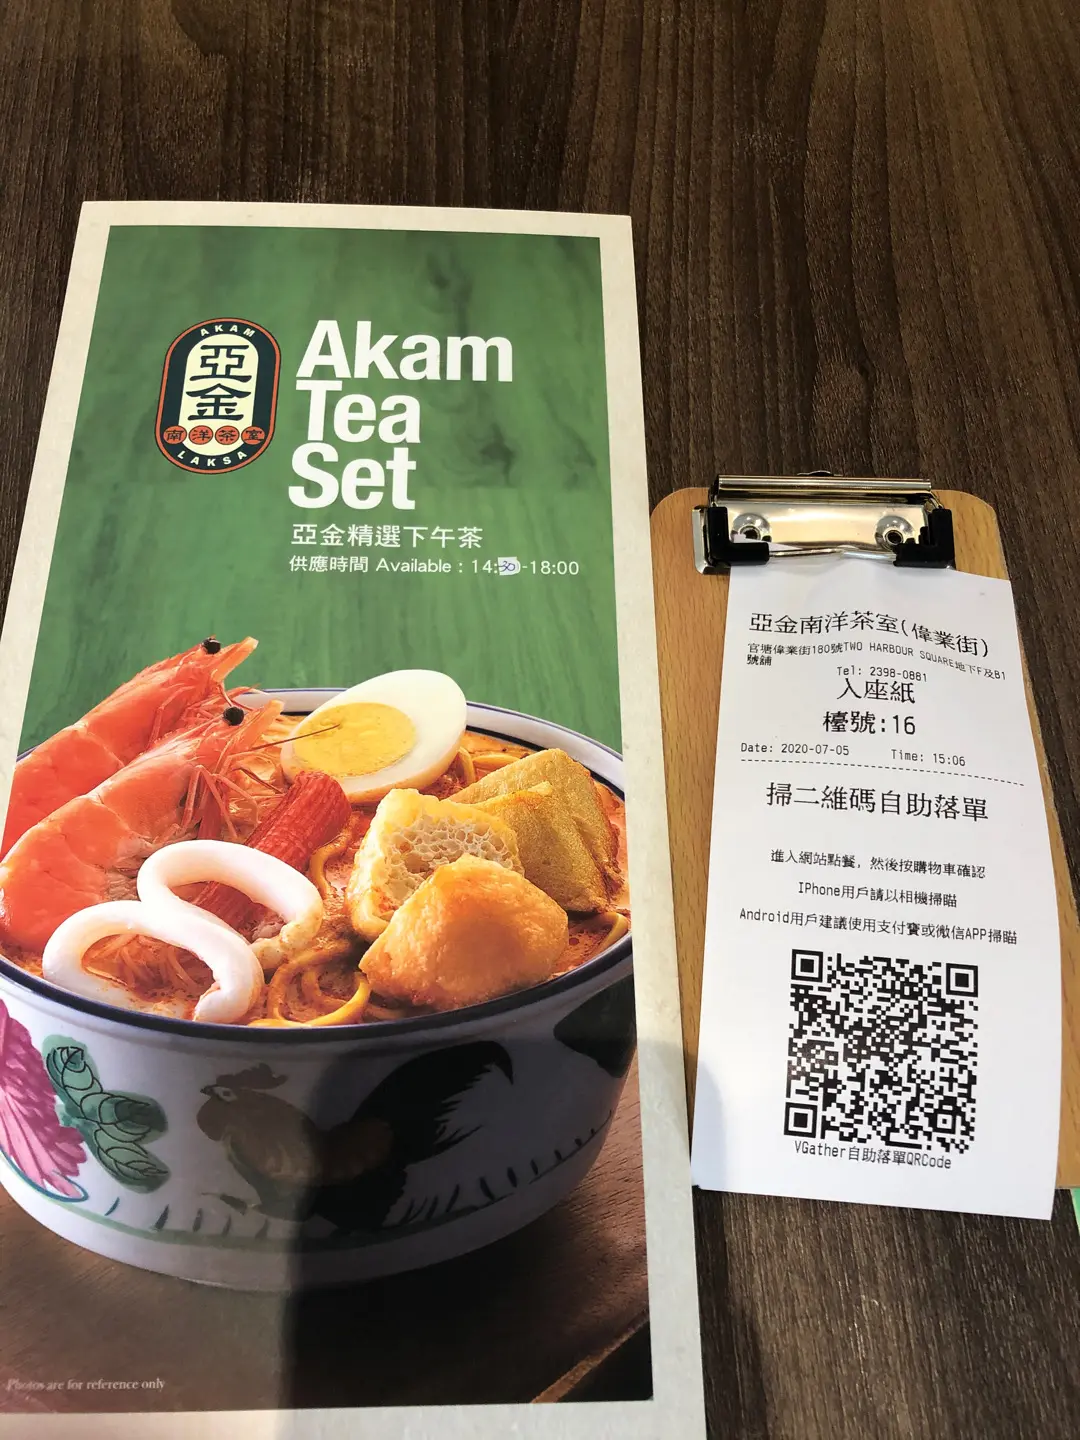 AKAM
亞金
南洋茶室
LAKSA
Akam
Tea
Set
亞金精選下午茶
供應時間 Available : 14:30-18:00
Photos are for reference only
亞金南洋茶室(偉業街)
官塘偉業街180號TWO HARBOUR SQUARE地下F及B1
號舖
Tel: 2398-0881
入座紙
檯號:16
Date: 2020-07-05 Time: 15:06
掃二維碼自助落單
進入網站點餐, 然後按購物車確認
IPhone用戶請以相機掃瞄
Android用戶建議使用支付寶或微信APP掃瞄
VGather自助落單QRCode